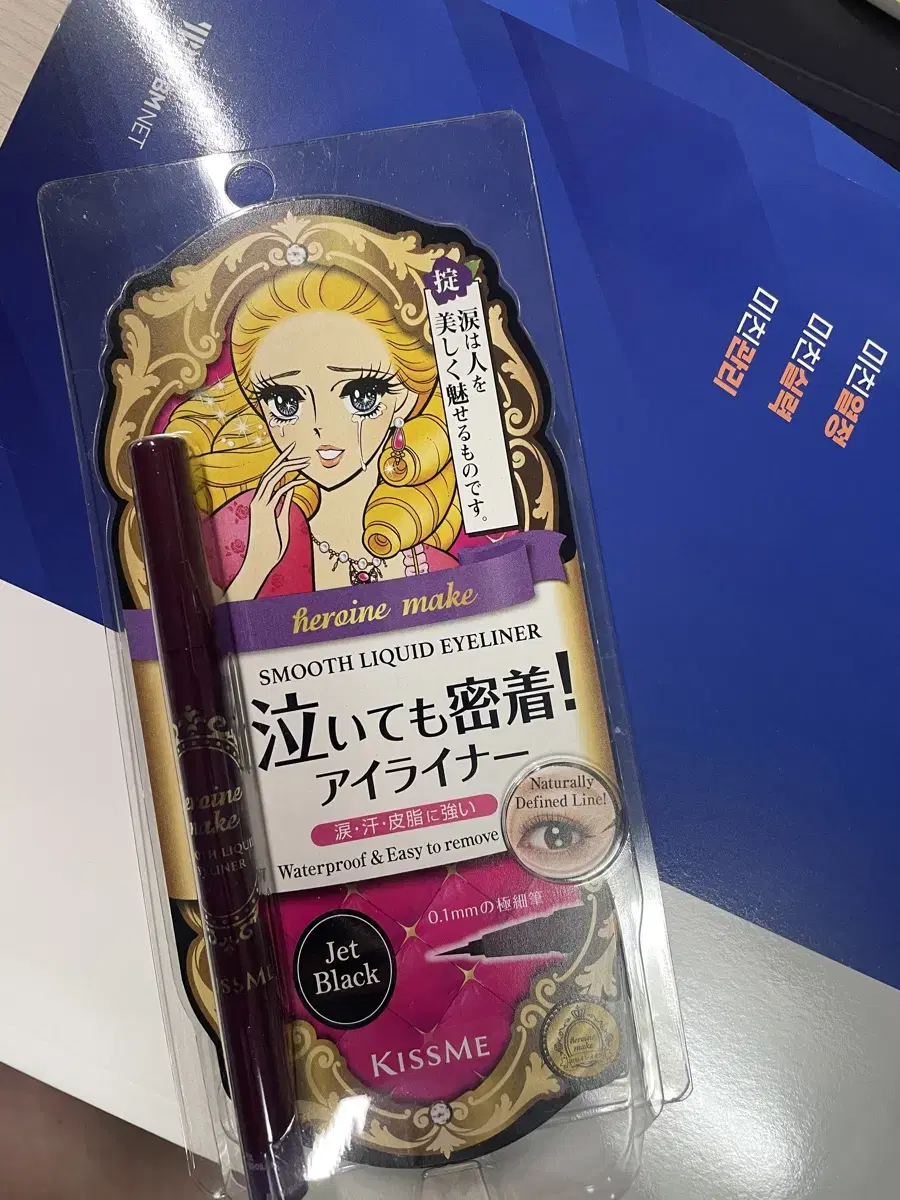 BMNET
미친열정
미친실력
미친관리
掟
涙は人を
美しく魅せるものです。
heroine make
SMOOTH LIQUID EYELINER
泣いても密着!
アイライナー
涙・汗・皮脂に強い
Waterproof & Easy to remove
Naturally
Defined Line!
0.1mmの極細筆
Jet
Black
KISSME
heroine
make